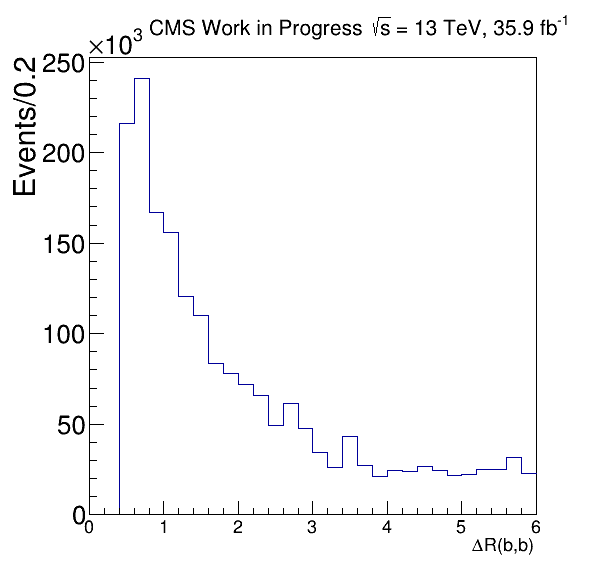 ×10³ CMS Work in Progress √s = 13 TeV, 35.9 fb⁻¹
Events/0.2
250
200
150
100
50
0
0 1 2 3 4 5 6
ΔR(b,b)